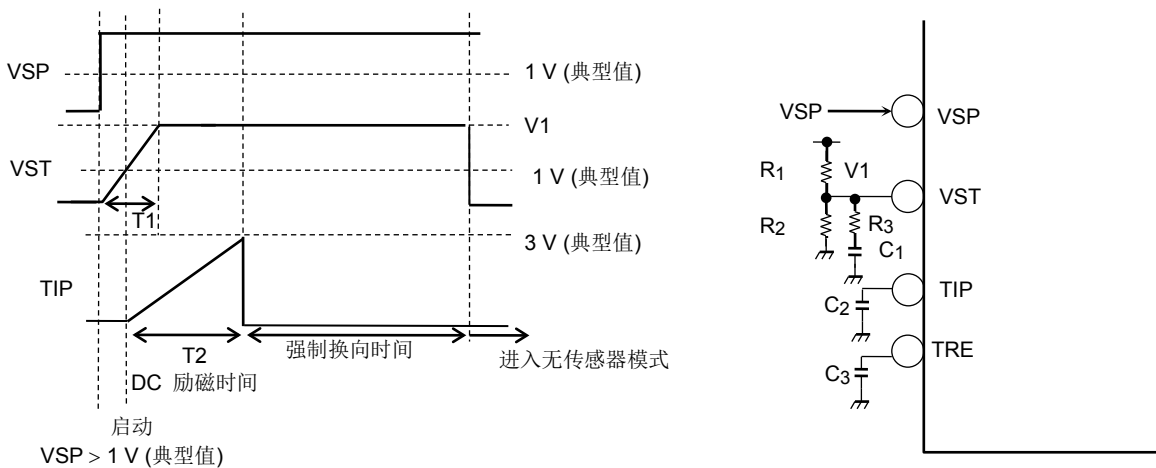 VSP
1 V (典型值)
V1
VST
1 V (典型值)
T1
3 V (典型值)
TIP
T2
强制换向时间
进入无传感器模式
DC 励磁时间
启动
VSP > 1 V (典型值)
VSP
VSP
R1
V1
VST
R2
R3
C1
TIP
C2
TRE
C3